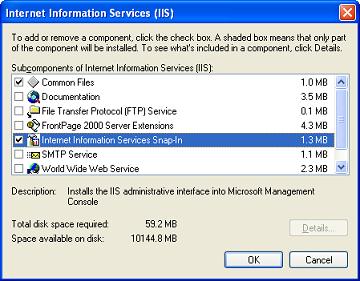 Internet Information Services (IIS)
To add or remove a component, click the check box. A shaded box means that only part
of the component will be installed. To see what's included in a component, click Details.
Subcomponents of Internet Information Services (IIS):
Common Files 1.0 MB
Documentation 3.5 MB
File Transfer Protocol (FTP) Service 0.1 MB
FrontPage 2000 Server Extensions 4.3 MB
Internet Information Services Snap-In 1.3 MB
SMTP Service 1.1 MB
World Wide Web Service 2.3 MB
Description: Installs the IIS administrative interface into Microsoft Management
Console
Total disk space required: 59.2 MB
Space available on disk: 10144.8 MB
Details...
OK Cancel